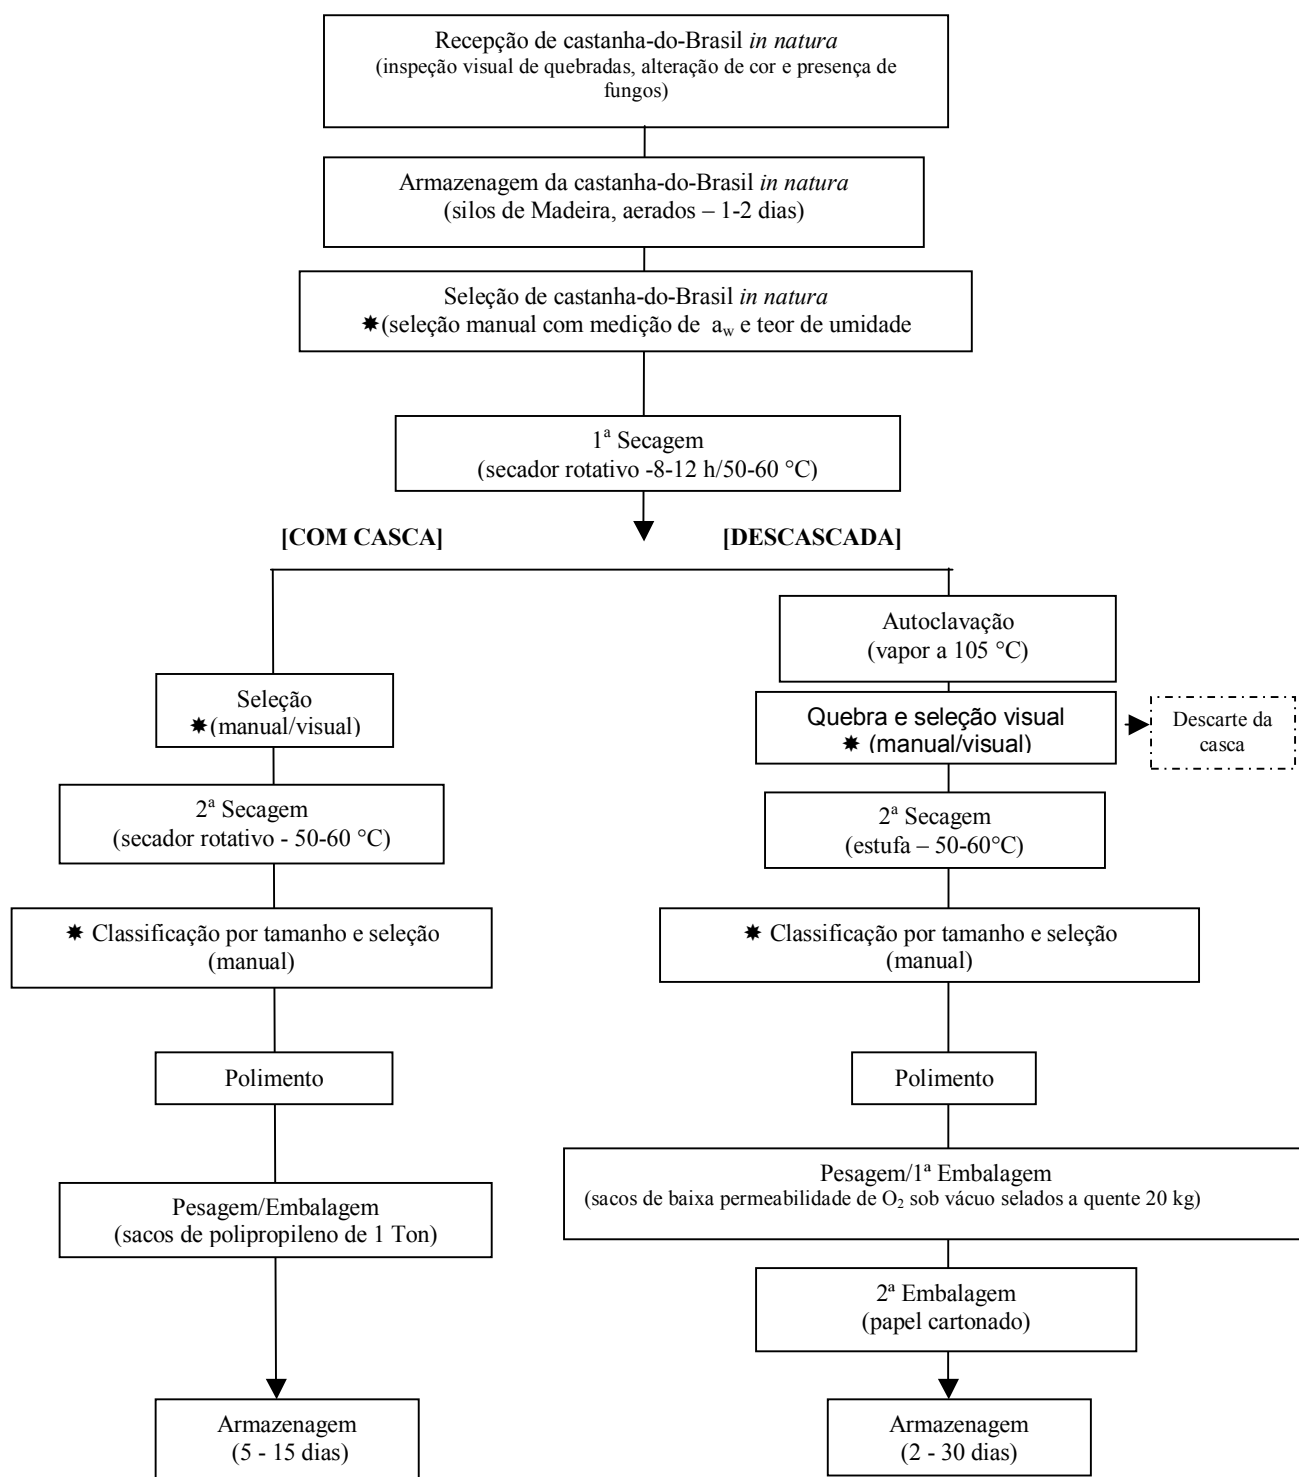 Recepção de castanha-do-Brasil in natura
(inspeção visual de quebradas, alteração de cor e presença de
fungos)
Armazenagem da castanha-do-Brasil in natura
(silos de Madeira, aerados – 1-2 dias)
Seleção de castanha-do-Brasil in natura
✷(seleção manual com medição de a_w e teor de umidade
1ª Secagem
(secador rotativo -8-12 h/50-60 °C)
[COM CASCA]
[DESCASCADA]
Seleção
✷(manual/visual)
2ª Secagem
(secador rotativo - 50-60 °C)
✷ Classificação por tamanho e seleção
(manual)
Polimento
Pesagem/Embalagem
(sacos de polipropileno de 1 Ton)
Armazenagem
(5 - 15 dias)
Autoclavação
(vapor a 105 °C)
Quebra e seleção visual
✷ (manual/visual)
Descarte da
casca
2ª Secagem
(estufa – 50-60°C)
✷ Classificação por tamanho e seleção
(manual)
Polimento
Pesagem/1ª Embalagem
(sacos de baixa permeabilidade de O₂ sob vácuo selados a quente 20 kg)
2ª Embalagem
(papel cartonado)
Armazenagem
(2 - 30 dias)